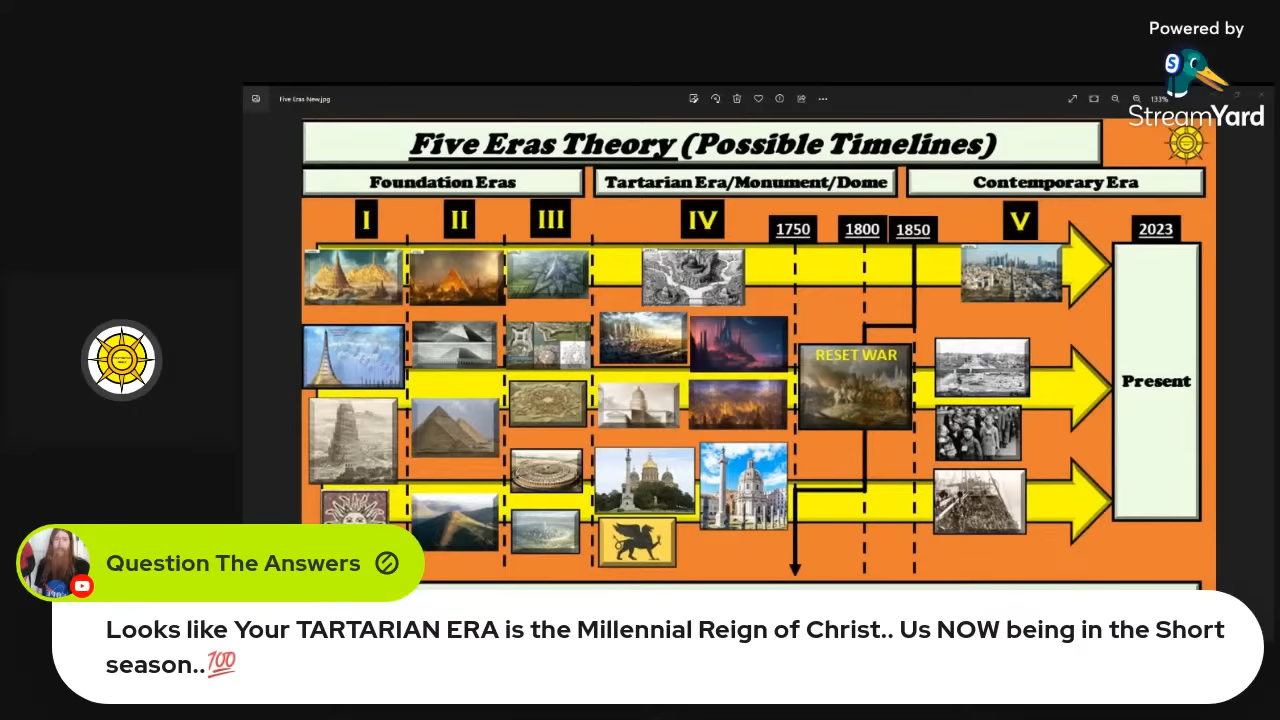 Powered by
StreamYard
Five Eras New.jpg
133%
Five Eras Theory (Possible Timelines)
Foundation Eras
Tartarian Era/Monument/Dome
Contemporary Era
I
II
III
IV
1750
1800
1850
V
2023
RESET WAR
Present
Question The Answers
Looks like Your TARTARIAN ERA is the Millennial Reign of Christ.. Us NOW being in the Short
season..💯